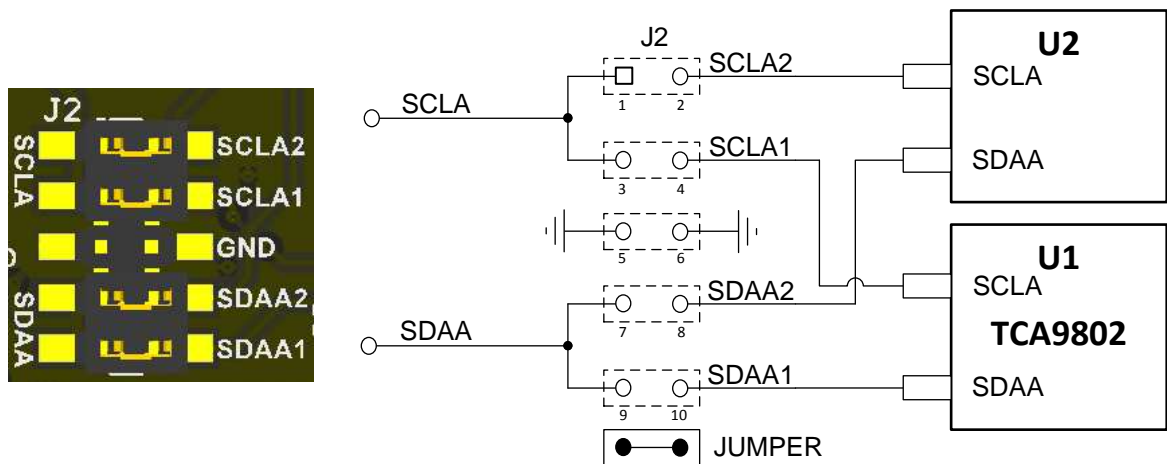 J2
SCLA
SCLA2
SCLA1
GND
SDAA
SDAA2
SDAA1
J2
SCLA
1
2
SCLA2
3
4
SCLA1
5
6
SDAA
7
8
SDAA2
9
10
SDAA1
JUMPER
U2
SCLA
SDAA
U1
SCLA
TCA9802
SDAA